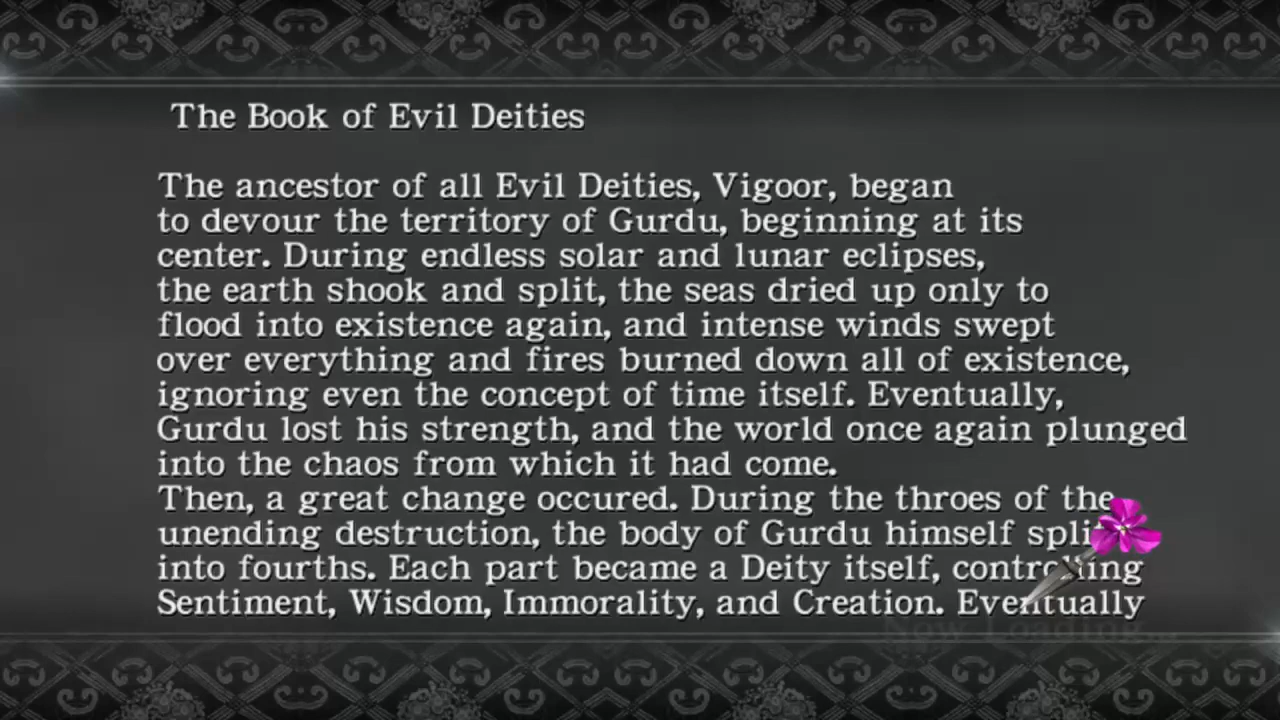 The Book of Evil Deities
The ancestor of all Evil Deities, Vigoor, began
to devour the territory of Gurdu, beginning at its
center. During endless solar and lunar eclipses,
the earth shook and split, the seas dried up only to
flood into existence again, and intense winds swept
over everything and fires burned down all of existence,
ignoring even the concept of time itself. Eventually,
Gurdu lost his strength, and the world once again plunged
into the chaos from which it had come.
Then, a great change occured. During the throes of the
unending destruction, the body of Gurdu himself split
into fourths. Each part became a Deity itself, controlling
Sentiment, Wisdom, Immorality, and Creation. Eventually
Now Loading...